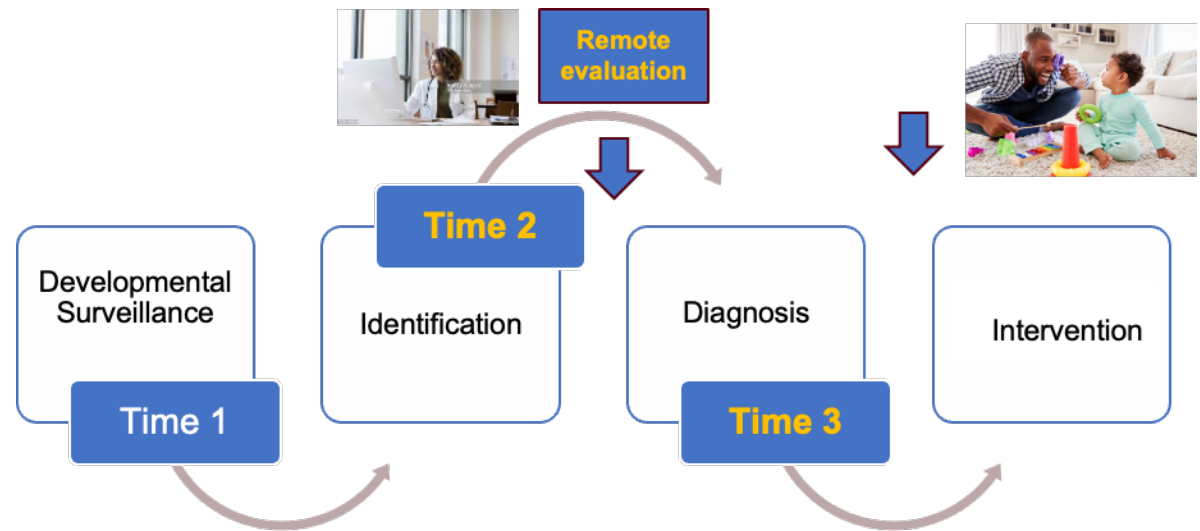 Remote
evaluation
Time 2
Developmental
Surveillance
Identification
Diagnosis
Intervention
Time 1
Time 3